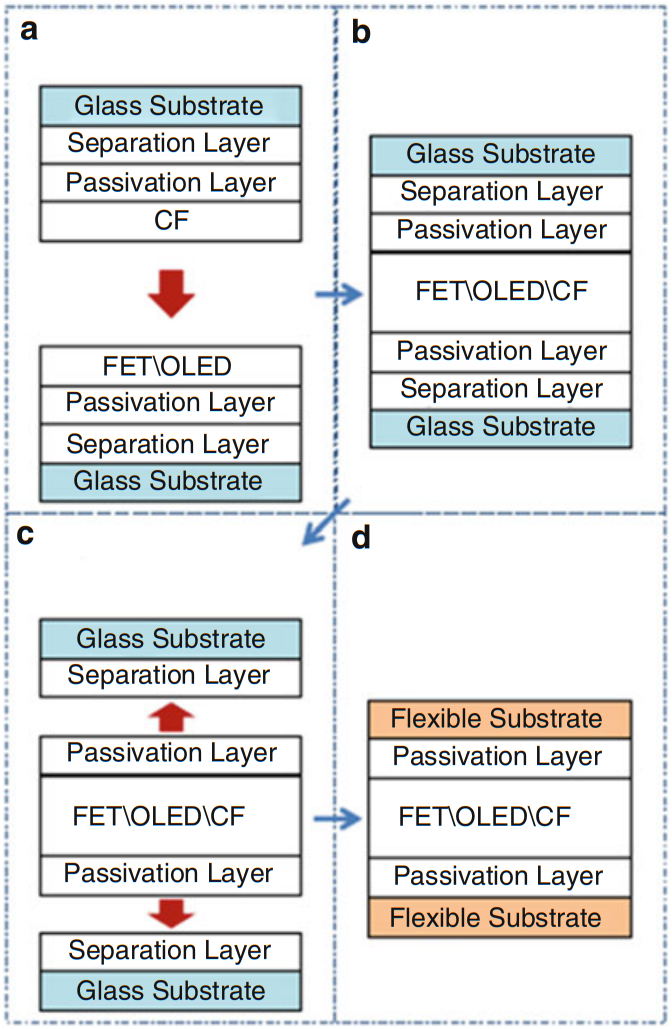 a
Glass Substrate
Separation Layer
Passivation Layer
CF
FET\OLED
Passivation Layer
Separation Layer
Glass Substrate
b
Glass Substrate
Separation Layer
Passivation Layer
FET\OLED\CF
Passivation Layer
Separation Layer
Glass Substrate
c
Glass Substrate
Separation Layer
Passivation Layer
FET\OLED\CF
Passivation Layer
Separation Layer
Glass Substrate
d
Flexible Substrate
Passivation Layer
FET\OLED\CF
Passivation Layer
Flexible Substrate